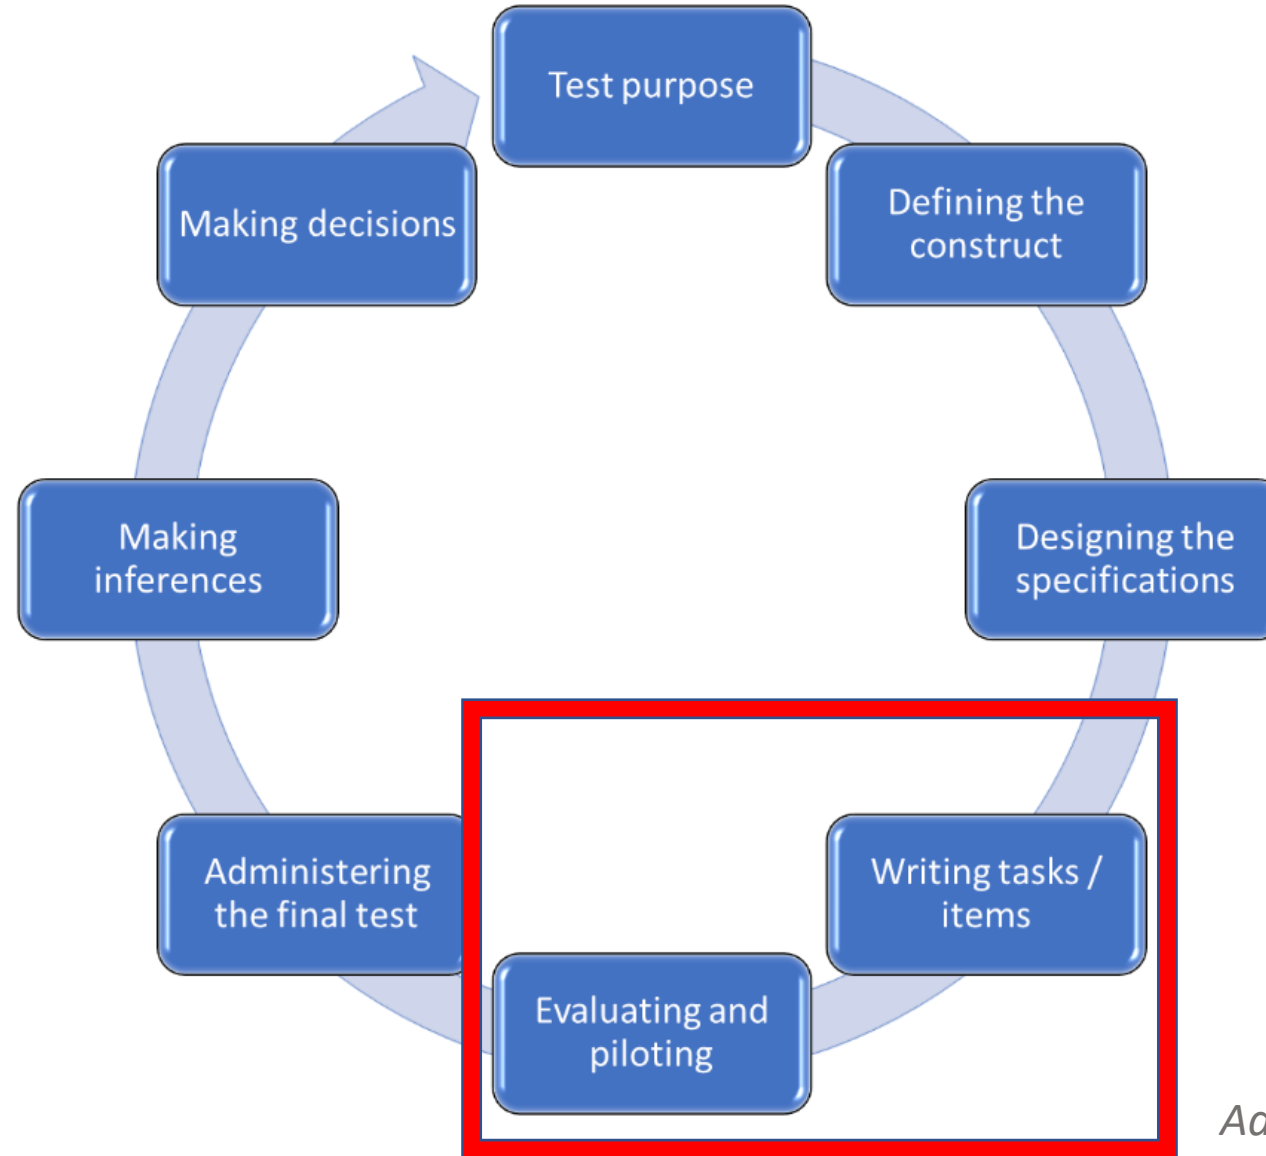 Test purpose
Defining the
construct
Designing the
specifications
Writing tasks /
items
Evaluating and
piloting
Administering
the final test
Making
inferences
Making decisions